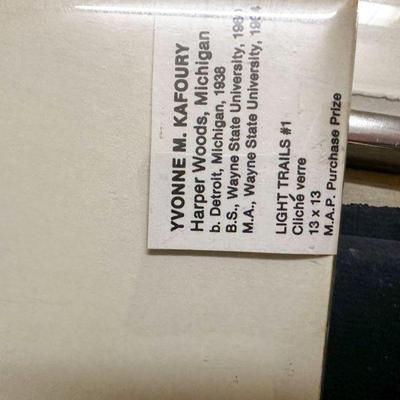 YVONNE M. KAFOURY
Harper Woods, Michigan
b. Detroit, Michigan, 1938
B.S., Wayne State University,
M.A., Wayne State University,
LIGHT TRAILS #1
Cliché verre
13 x 13
M.A.P. Purchase Prize